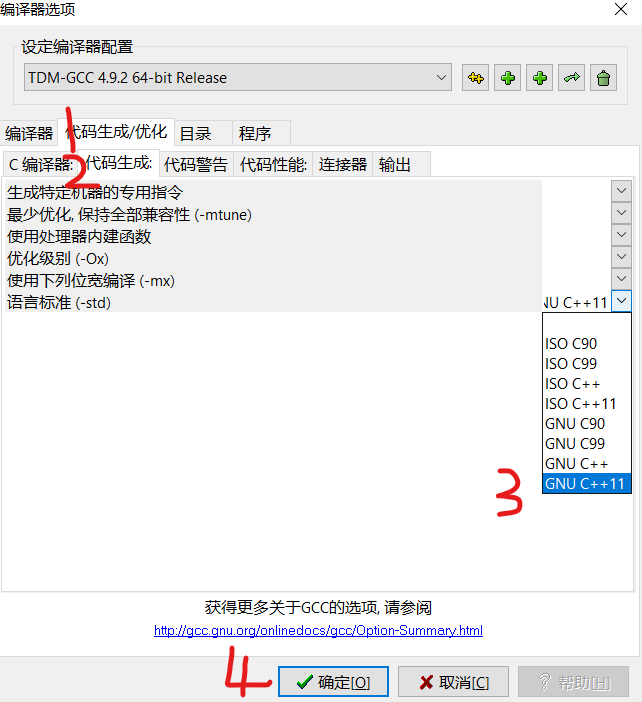 编译器选项
设定编译器配置
TDM-GCC 4.9.2 64-bit Release
1
编译器 代码生成/优化 目录 程序
2
C 编译器: 代码生成: 代码警告 代码性能: 连接器 输出
生成特定机器的专用指令
最少优化, 保持全部兼容性 (-mtune)
使用处理器内建函数
优化级别 (-Ox)
使用下列位宽编译 (-mx)
语言标准 (-std) NU C++11
ISO C90
ISO C99
ISO C++
ISO C++11
GNU C90
GNU C99
GNU C++
GNU C++11
3
获得更多关于GCC的选项, 请参阅
http://gcc.gnu.org/onlinedocs/gcc/Option-Summary.html
4
确定[O] 取消[C] 帮助[H]